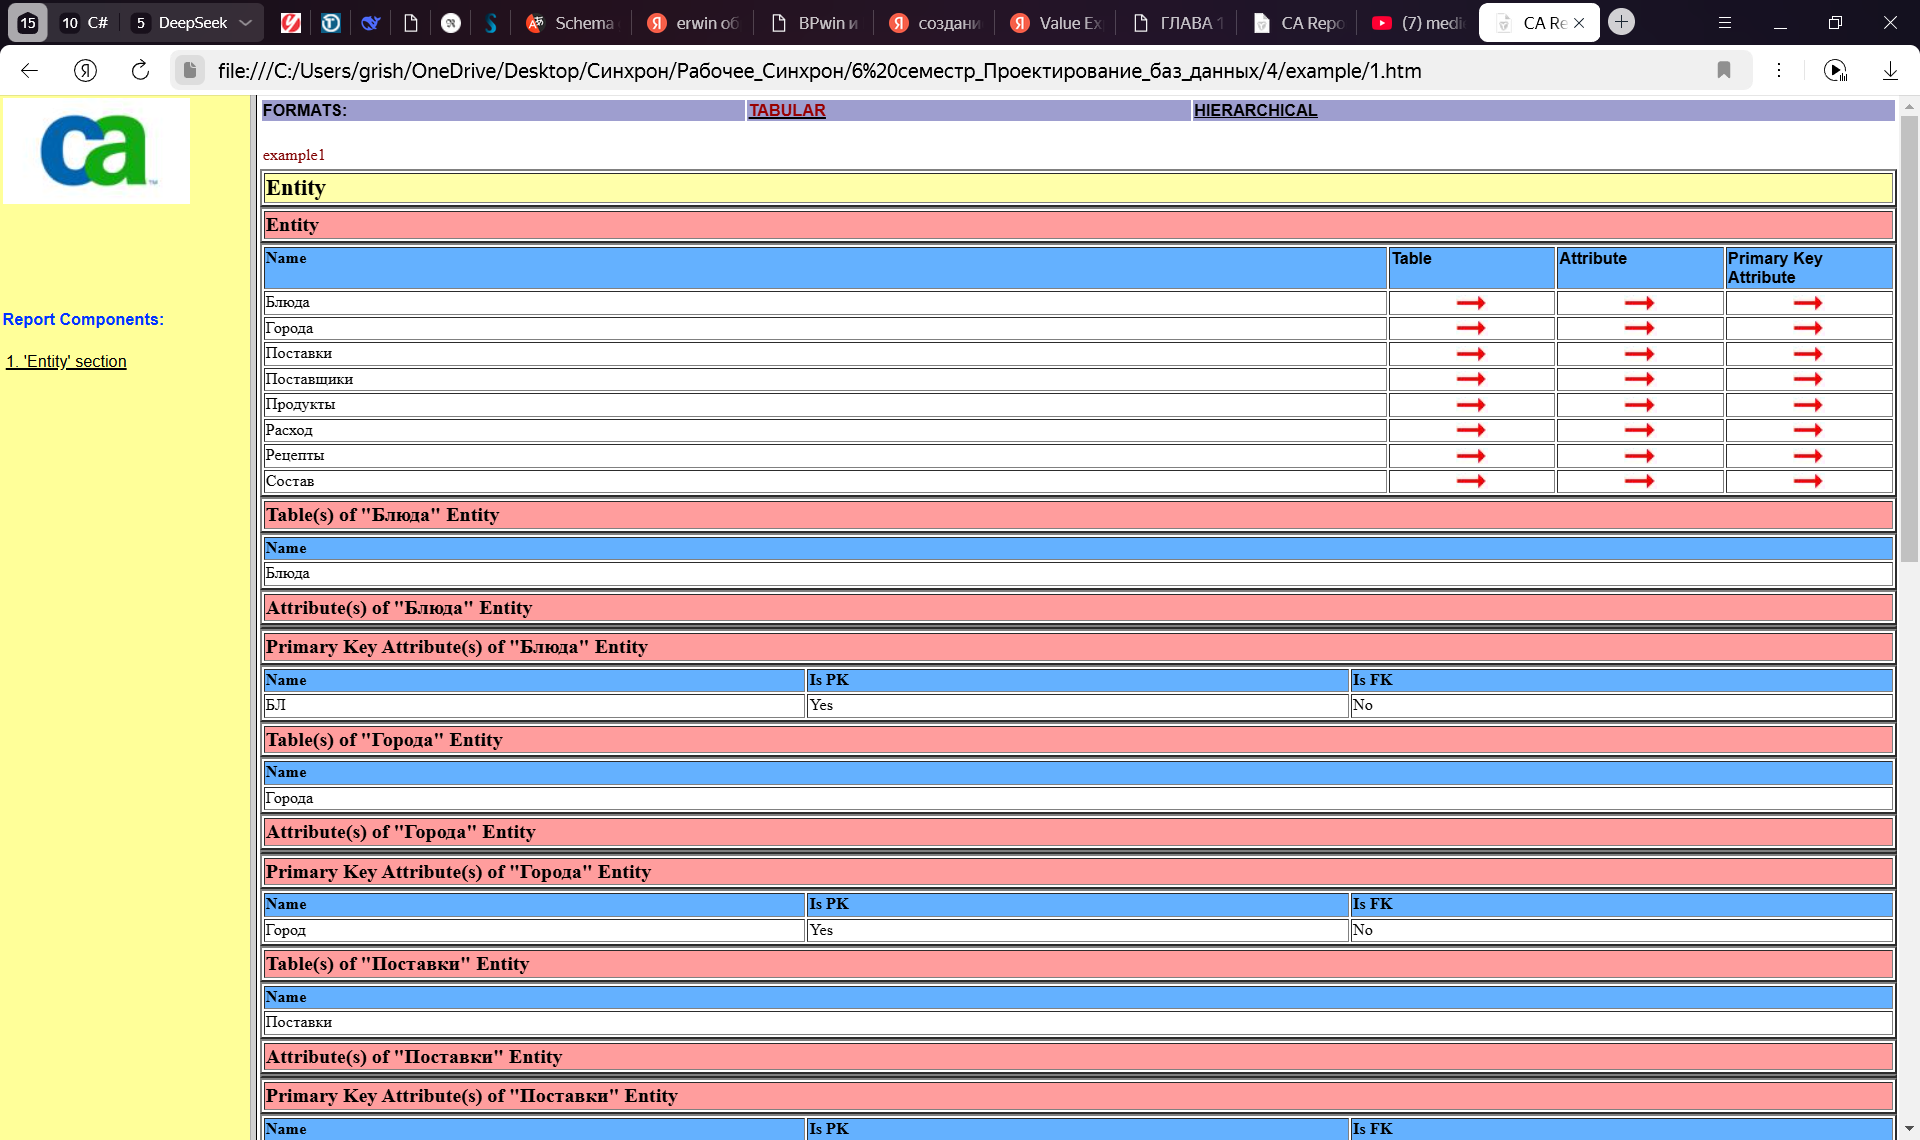 15
10 C#
5 DeepSeek
Schema
erwin об
BPwin и
создани
Value Ex
ГЛАВА 1
CA Repo
(7) medi
CA Re
file:///C:/Users/grish/OneDrive/Desktop/Синхрон/Рабочее_Синхрон/6%20семестр_Проектирование_баз_данных/4/example/1.htm
ca
Report Components:
1. 'Entity' section
FORMATS: TABULAR HIERARCHICAL
example1
Entity
Entity
Name Table Attribute Primary Key Attribute
Блюда
Города
Поставки
Поставщики
Продукты
Расход
Рецепты
Состав
Table(s) of "Блюда" Entity
Name
Блюда
Attribute(s) of "Блюда" Entity
Primary Key Attribute(s) of "Блюда" Entity
Name Is PK Is FK
БЛ Yes No
Table(s) of "Города" Entity
Name
Города
Attribute(s) of "Города" Entity
Primary Key Attribute(s) of "Города" Entity
Name Is PK Is FK
Город Yes No
Table(s) of "Поставки" Entity
Name
Поставки
Attribute(s) of "Поставки" Entity
Primary Key Attribute(s) of "Поставки" Entity
Name Is PK Is FK